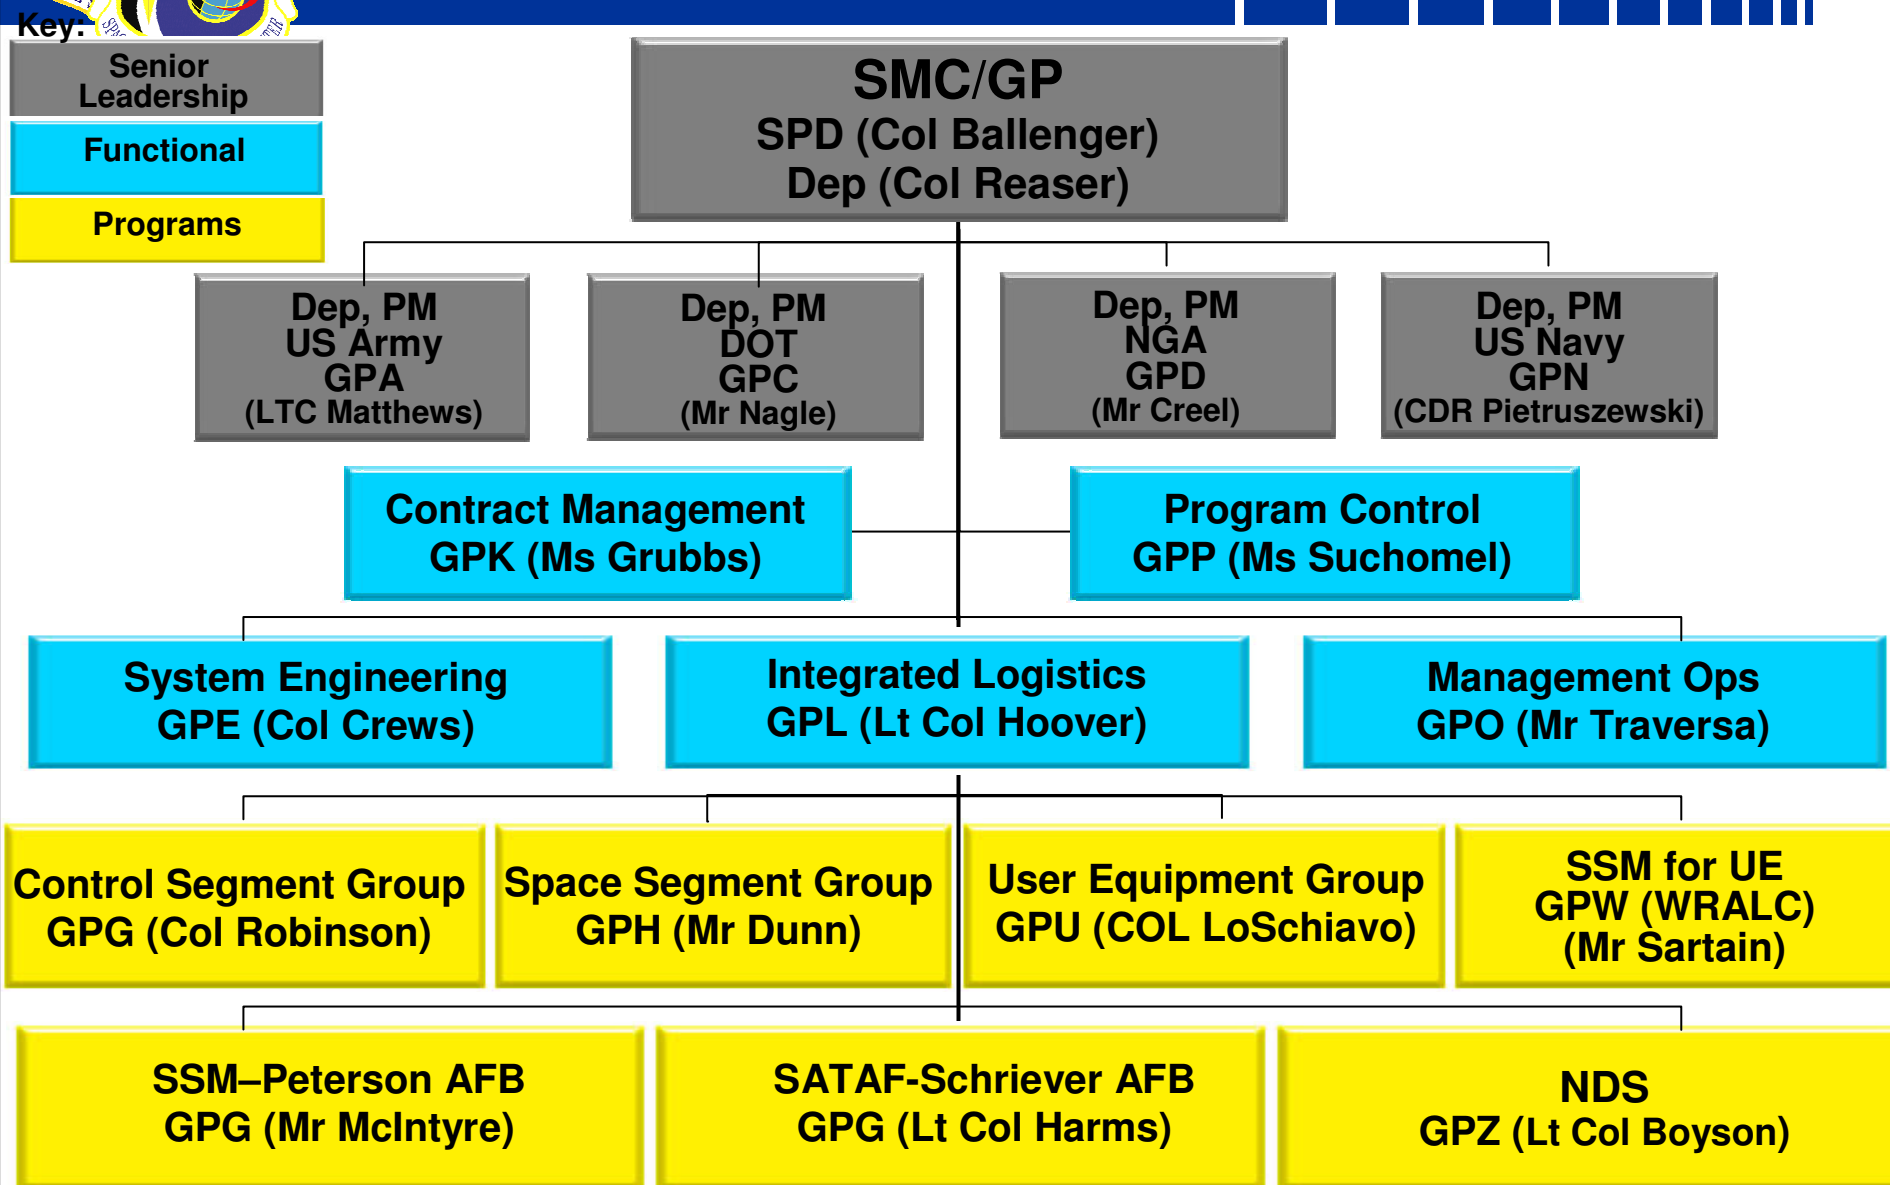 Key:
Senior
Leadership
Functional
Programs
SMC/GP
SPD (Col Ballenger)
Dep (Col Reaser)
Dep, PM
US Army
GPA
(LTC Matthews)
Dep, PM
DOT
GPC
(Mr Nagle)
Dep, PM
NGA
GPD
(Mr Creel)
Dep, PM
US Navy
GPN
(CDR Pietruszewski)
Contract Management
GPK (Ms Grubbs)
Program Control
GPP (Ms Suchomel)
System Engineering
GPE (Col Crews)
Integrated Logistics
GPL (Lt Col Hoover)
Management Ops
GPO (Mr Traversa)
Control Segment Group
GPG (Col Robinson)
Space Segment Group
GPH (Mr Dunn)
User Equipment Group
GPU (COL LoSchiavo)
SSM for UE
GPW (WRALC)
(Mr Sartain)
SSM–Peterson AFB
GPG (Mr McIntyre)
SATAF-Schriever AFB
GPG (Lt Col Harms)
NDS
GPZ (Lt Col Boyson)